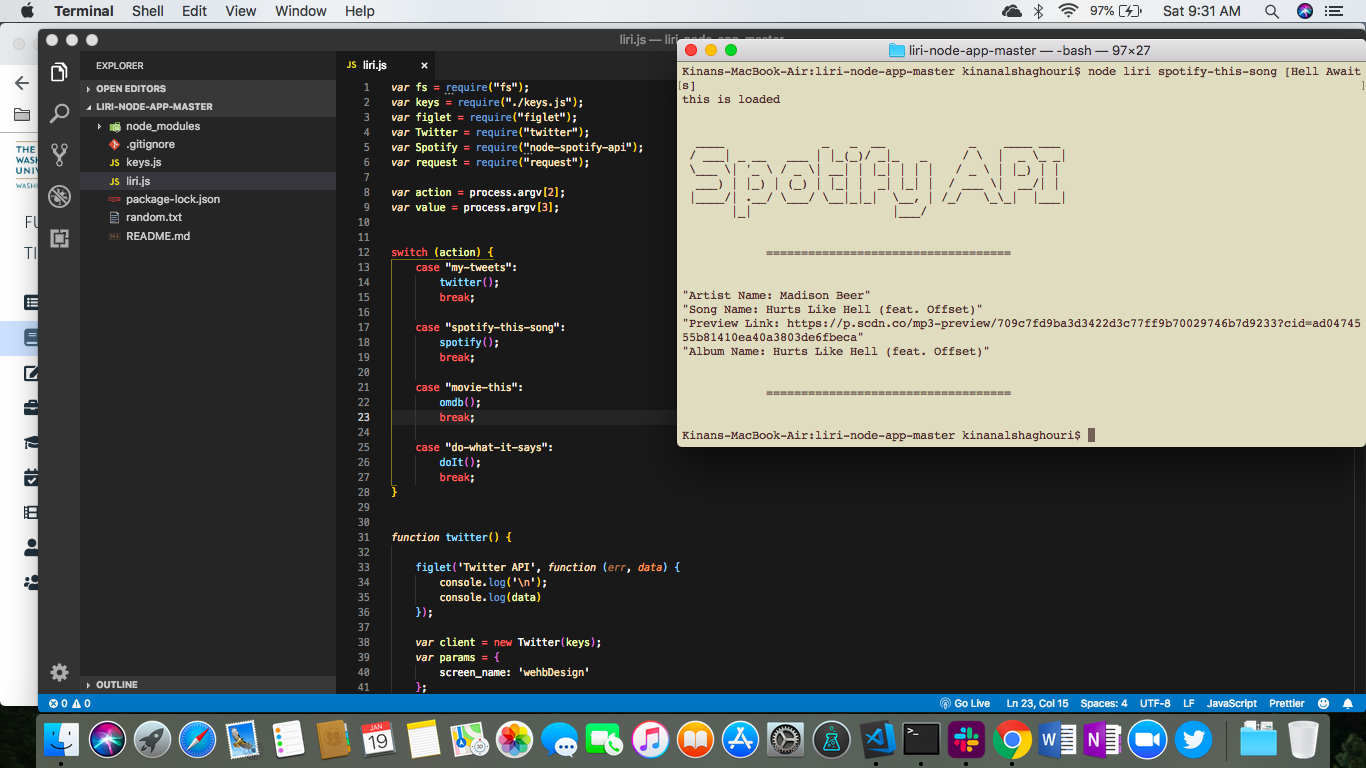 Terminal Shell Edit View Window Help 97% Sat 9:31 AM
liri.js — liri-node-app-master
EXPLORER
OPEN EDITORS
LIRI-NODE-APP-MASTER
node_modules
.gitignore
JS keys.js
JS liri.js
package-lock.json
random.txt
README.md
OUTLINE
THE
WASH
UNIV
WASHI
FU
TI
JS liri.js ×
1 var fs = require("fs");
2 var keys = require("./keys.js");
3 var figlet = require("figlet");
4 var Twitter = require("twitter");
5 var Spotify = require("node-spotify-api");
6 var request = require("request");
7
8 var action = process.argv[2];
9 var value = process.argv[3];
10
11
12 switch (action) {
13 case "my-tweets":
14 twitter();
15 break;
16
17 case "spotify-this-song":
18 spotify();
19 break;
20
21 case "movie-this":
22 omdb();
23 break;
24
25 case "do-what-it-says":
26 doIt();
27 break;
28 }
29
30
31 function twitter() {
32
33 figlet('Twitter API', function (err, data) {
34 console.log('\n');
35 console.log(data)
36 });
37
38 var client = new Twitter(keys);
39 var params = {
40 screen_name: 'wehbDesign'
41 };
liri-node-app-master — -bash — 97×27
Kinans-MacBook-Air:liri-node-app-master kinanalshaghouri$ node liri spotify-this-song [Hell Await
s]
this is loaded
Spotify API
===================================
"Artist Name: Madison Beer"
"Song Name: Hurts Like Hell (feat. Offset)"
"Preview Link: https://p.scdn.co/mp3-preview/709c7fd9ba3d3422d3c77ff9b70029746b7d9233?cid=ad04745
55b81410ea40a3803de6fbeca"
"Album Name: Hurts Like Hell (feat. Offset)"
===================================
Kinans-MacBook-Air:liri-node-app-master kinanalshaghouri$
0 0 Go Live Ln 23, Col 15 Spaces: 4 UTF-8 LF JavaScript Prettier
JAN
19